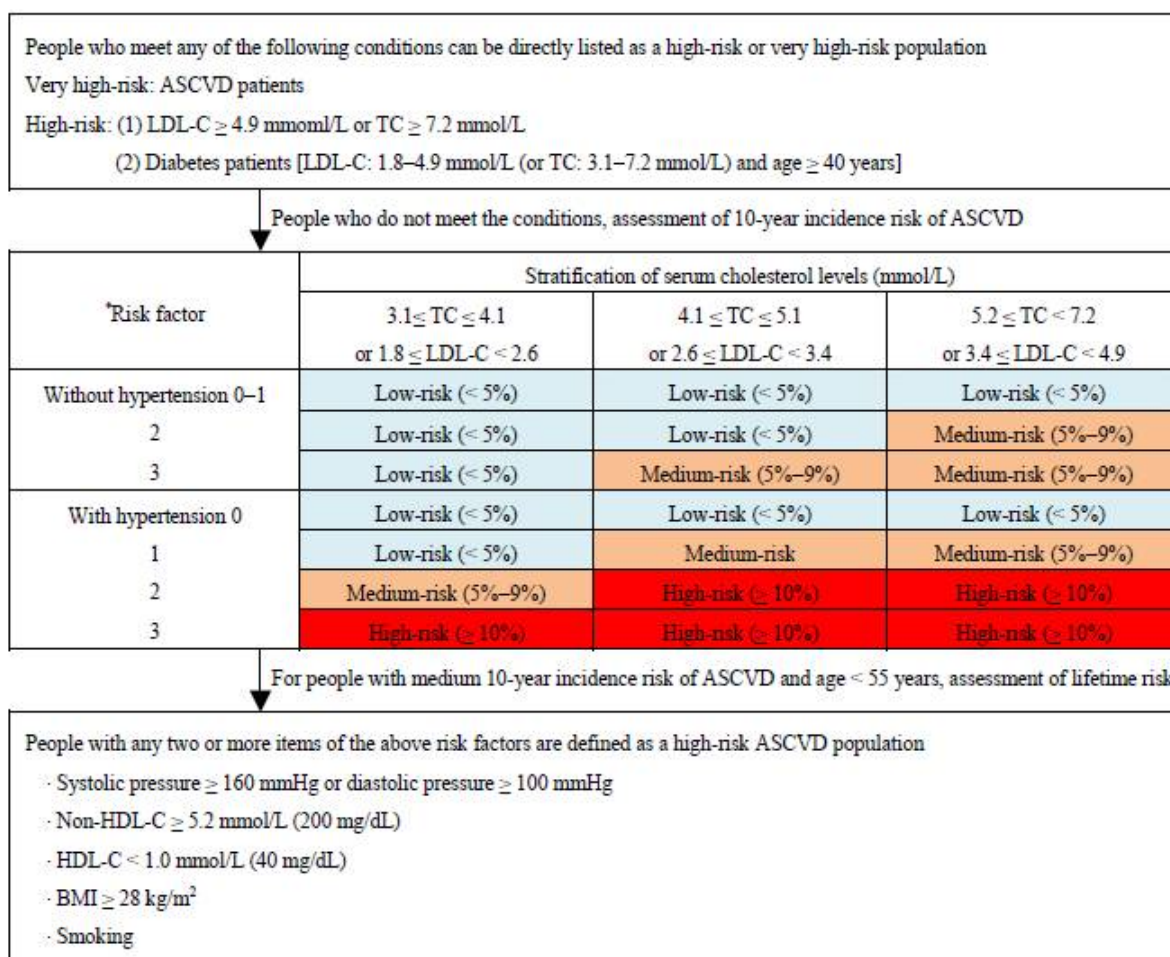 People who meet any of the following conditions can be directly listed as a high-risk or very high-risk population
Very high-risk: ASCVD patients
High-risk: (1) LDL-C ≥ 4.9 mmoml/L or TC ≥ 7.2 mmol/L
(2) Diabetes patients [LDL-C: 1.8–4.9 mmol/L (or TC: 3.1–7.2 mmol/L) and age ≥ 40 years]
People who do not meet the conditions, assessment of 10-year incidence risk of ASCVD
*Risk factor
Stratification of serum cholesterol levels (mmol/L)
3.1≤ TC ≤ 4.1 4.1 ≤ TC ≤ 5.1 5.2 ≤ TC < 7.2
or 1.8 ≤ LDL-C < 2.6 or 2.6 ≤ LDL-C < 3.4 or 3.4 ≤ LDL-C < 4.9
Without hypertension 0–1 Low-risk (< 5%) Low-risk (< 5%) Low-risk (< 5%)
2 Low-risk (< 5%) Low-risk (< 5%) Medium-risk (5%–9%)
3 Low-risk (< 5%) Medium-risk (5%–9%) Medium-risk (5%–9%)
With hypertension 0 Low-risk (< 5%) Low-risk (< 5%) Low-risk (< 5%)
1 Low-risk (< 5%) Medium-risk Medium-risk (5%–9%)
2 Medium-risk (5%–9%) High-risk (≥ 10%) High-risk (≥ 10%)
3 High-risk (≥ 10%) High-risk (≥ 10%) High-risk (≥ 10%)
For people with medium 10-year incidence risk of ASCVD and age < 55 years, assessment of lifetime risk
People with any two or more items of the above risk factors are defined as a high-risk ASCVD population
· Systolic pressure ≥ 160 mmHg or diastolic pressure ≥ 100 mmHg
· Non-HDL-C ≥ 5.2 mmol/L (200 mg/dL)
· HDL-C < 1.0 mmol/L (40 mg/dL)
· BMI ≥ 28 kg/m²
· Smoking